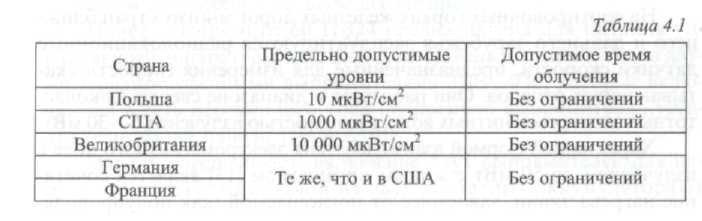 Таблица 4.1
Страна Предельно допустимые уровни Допустимое время облучения
Польша 10 мкВт/см² Без ограничений
США 1000 мкВт/см² Без ограничений
Великобритания 10 000 мкВт/см² Без ограничений
Германия
Франция Те же, что и в США Без ограничений